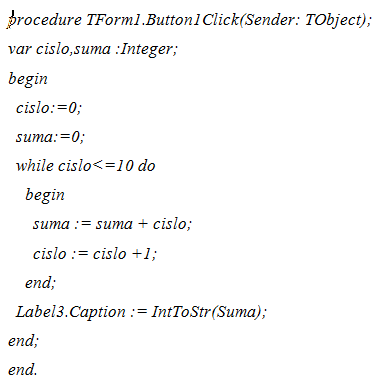 procedure TForm1.Button1Click(Sender: TObject);
var cislo,suma :Integer;
begin
cislo:=0;
suma:=0;
while cislo<=10 do
begin
suma := suma + cislo;
cislo := cislo +1;
end;
Label3.Caption := IntToStr(Suma);
end;
end.